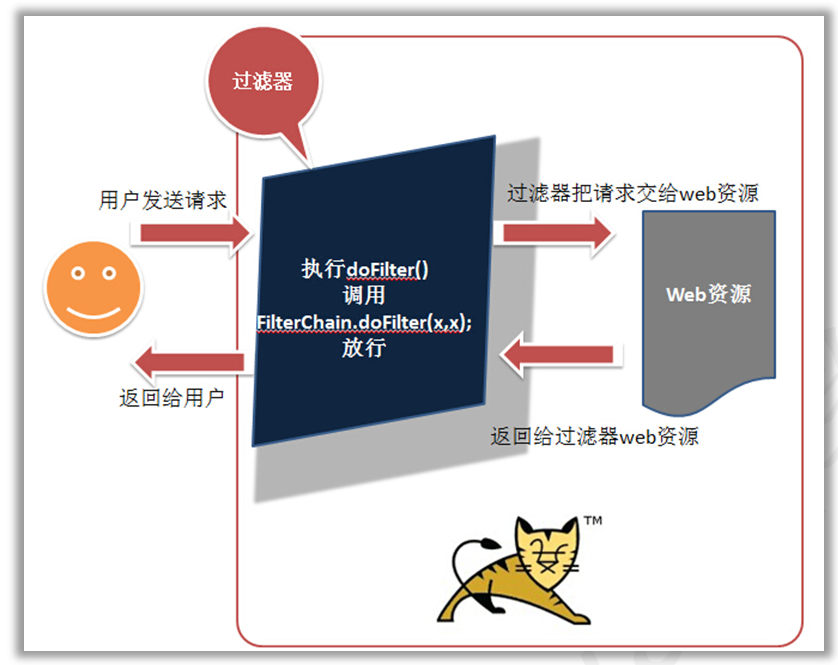 过滤器
用户发送请求
过滤器把请求交给web资源
执行doFilter()
调用
FilterChain.doFilter(x,x);
放行
Web资源
返回给用户
返回给过滤器web资源
TM